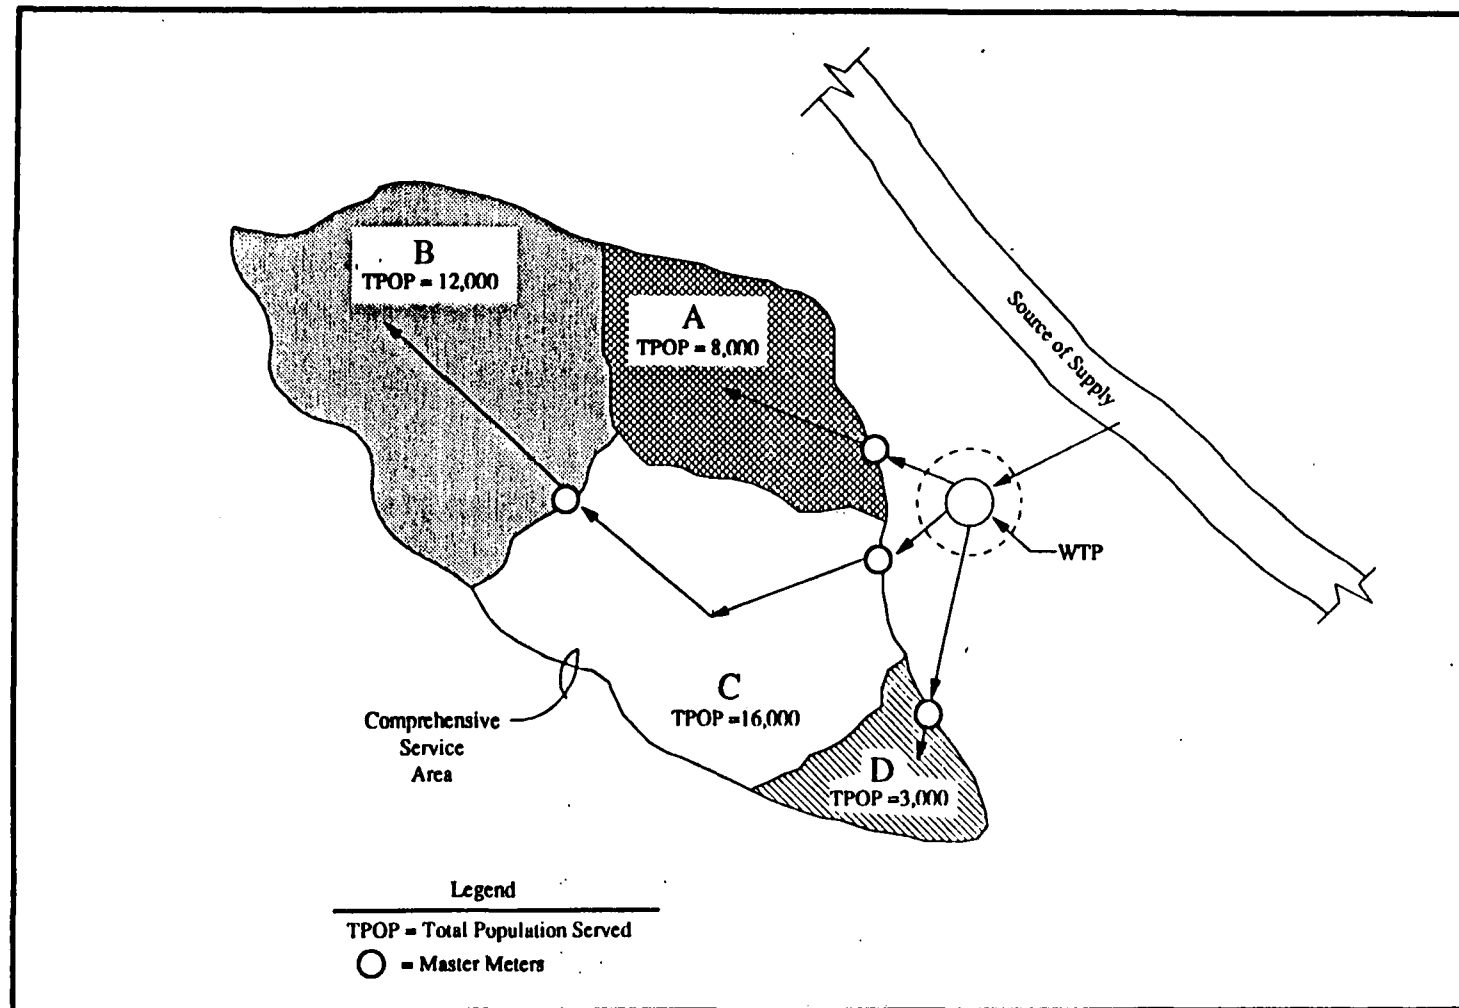 B
TPOP = 12,000
A
TPOP = 8,000
Source of Supply
WTP
C
TPOP =16,000
Comprehensive
Service
Area
D
TPOP =3,000
Legend
TPOP = Total Population Served
= Master Meters